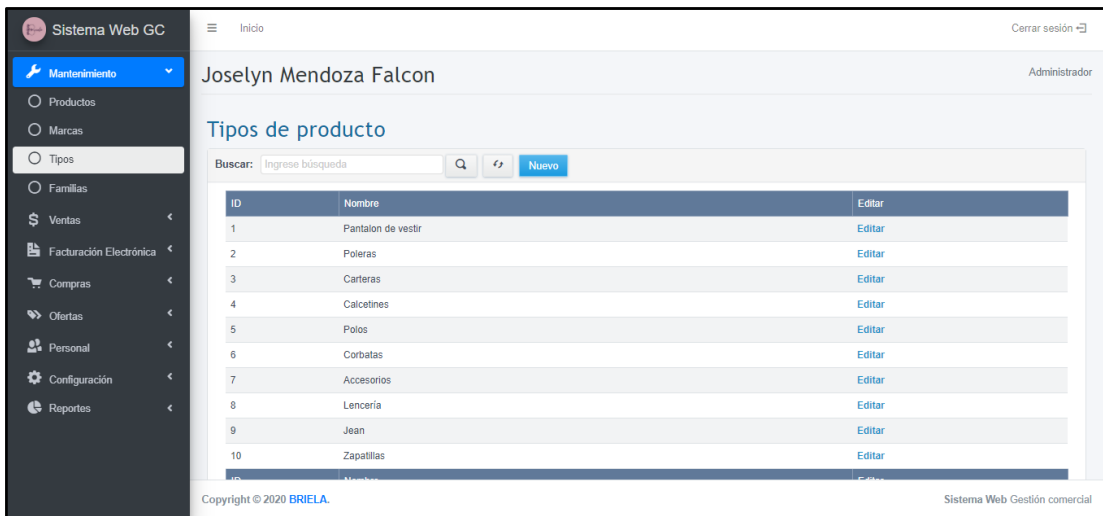 Sistema Web GC
Mantenimiento
Productos
Marcas
Tipos
Familias
Ventas
Facturación Electrónica
Compras
Ofertas
Personal
Configuración
Reportes
Inicio
Cerrar sesión
Joselyn Mendoza Falcon
Administrador
Tipos de producto
Buscar: Ingrese búsqueda Nuevo
ID Nombre Editar
1 Pantalon de vestir Editar
2 Poleras Editar
3 Carteras Editar
4 Calcetines Editar
5 Polos Editar
6 Corbatas Editar
7 Accesorios Editar
8 Lencería Editar
9 Jean Editar
10 Zapatillas Editar
ID Nombre Editar
Copyright © 2020 BRIELA.
Sistema Web Gestión comercial